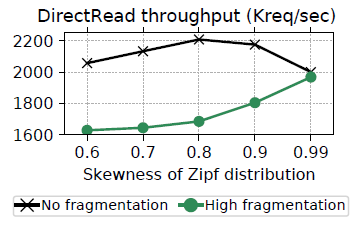 DirectRead throughput (Kreq/sec)
2200
2000
1800
1600
0.6 0.7 0.8 0.9 0.99
Skewness of Zipf distribution
No fragmentation High fragmentation